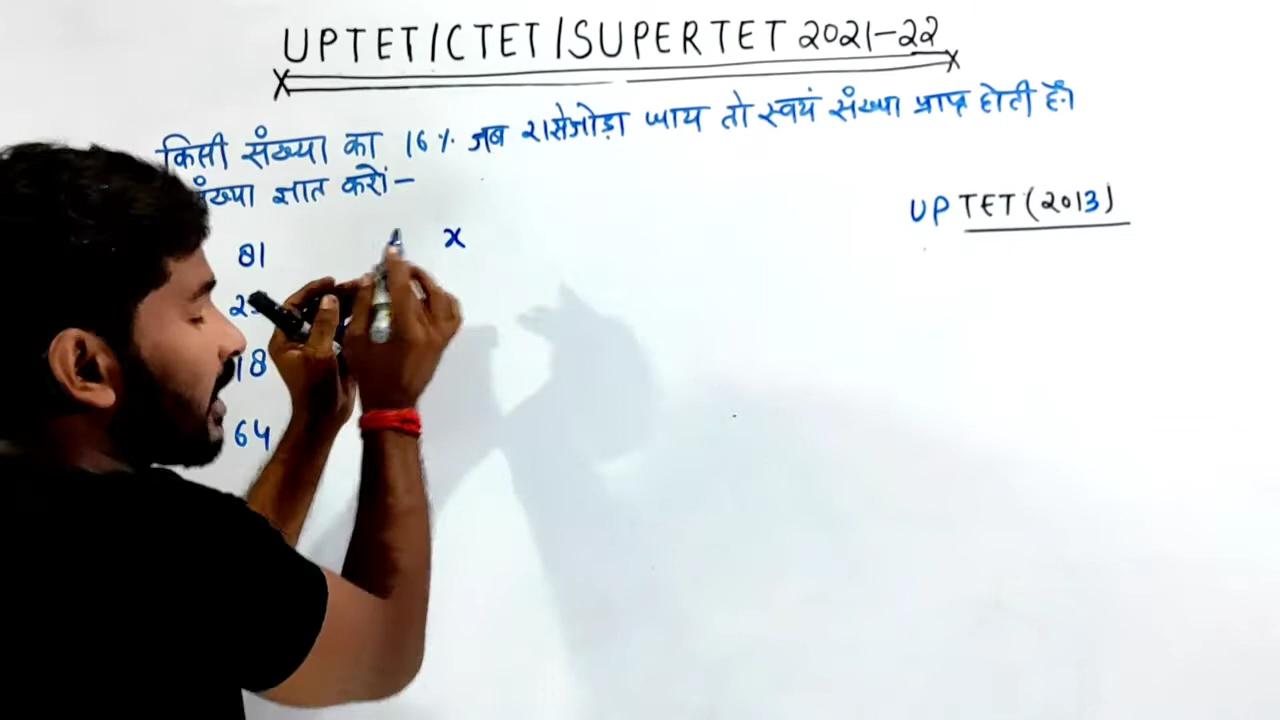 UPTET/CTET/SUPERTET 2021-22
किसी संख्या का 16% जब 21 से जोड़ा जाय तो स्वयं संख्या प्राप्त होती है।
संख्या ज्ञात करों-
UPTET (2013)
81
x
18
64